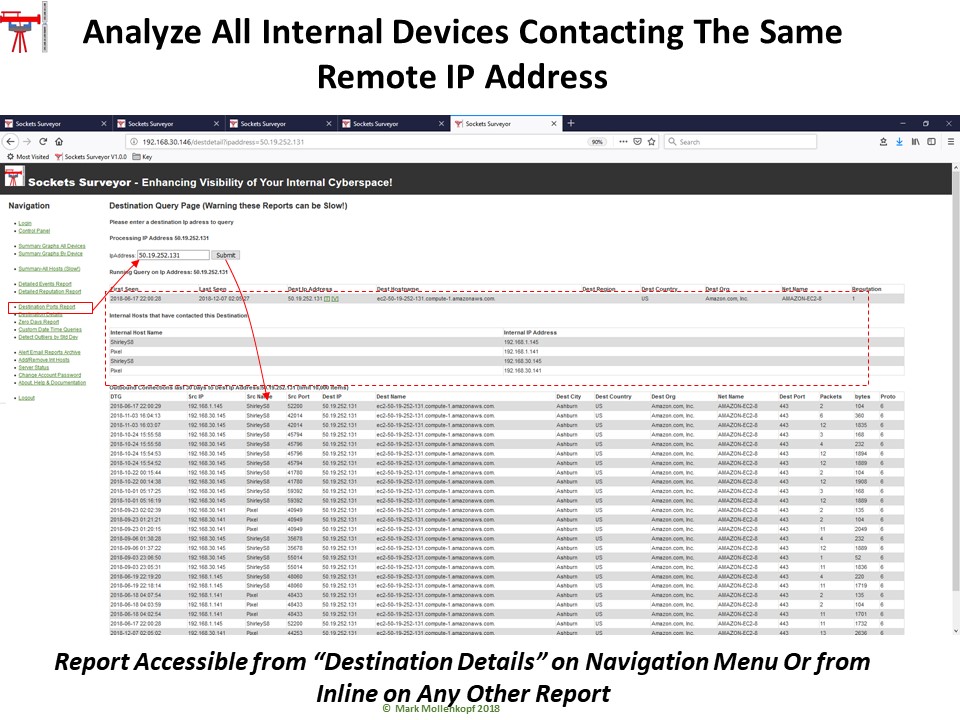 Analyze All Internal Devices Contacting The Same
Remote IP Address
Sockets Surveyor
Sockets Surveyor
Sockets Surveyor
Sockets Surveyor
Sockets Surveyor
192.168.30.146/destdetail?ipaddress=50.19.252.131
90%
Search
Most Visited
Sockets Surveyor V1.0.0
Key
Sockets Surveyor - Enhancing Visibility of Your Internal Cyberspace!
Navigation
Login
Control Panel
Summary Graphs All Devices
Summary Graphs By Device
Summary All Hosts (Slow!)
Detailed Events Report
Detailed Reputation Report
Destination Ports Report
Destination Details
Zero Days Report
Custom Date Time Queries
Detect Outliers by Std Dev
Alert Email Reports Archive
Add/Remove Int Hosts
Server Status
Change Account Password
About, Help & Documentation
Logout
Destination Query Page (Warning these Reports can be Slow!)
Please enter a destination Ip adress to query
Processing IP Address 50.19.252.131
IpAddress: 50.19.252.131 Submit
Running Query on Ip Address: 50.19.252.131
First Seen Last Seen Dest Ip Address Dest Hostname Dest Region Dest Country Dest Org Net Name Reputation
2018-06-17 22:00:28 2018-12-07 02:05:27 50.19.252.131 [T] [V] ec2-50-19-252-131.compute-1.amazonaws.com. US Amazon.com, Inc. AMAZON-EC2-8 1
Internal Hosts that have contacted this Destination
Internal Host Name Internal IP Address
ShirleyS8 192.168.1.145
Pixel 192.168.1.141
ShirleyS8 192.168.30.145
Pixel 192.168.30.141
Outbound Connections last 30 Days to Dest Ip Address:50.19.252.131 (limit 10,000 items)
DTG Src IP Src Name Src Port Dest IP Dest Name Dest City Dest Country Dest Org Net Name Dest Port Packets bytes Proto
2018-06-17 22:00:29 192.168.1.145 ShirleyS8 52200 50.19.252.131 ec2-50-19-252-131.compute-1.amazonaws.com. Ashburn US Amazon.com, Inc. AMAZON-EC2-8 443 2 104 6
2018-11-03 16:04:13 192.168.30.145 ShirleyS8 42014 50.19.252.131 ec2-50-19-252-131.compute-1.amazonaws.com. Ashburn US Amazon.com, Inc. AMAZON-EC2-8 443 6 360 6
2018-11-03 16:03:07 192.168.30.145 ShirleyS8 42014 50.19.252.131 ec2-50-19-252-131.compute-1.amazonaws.com. Ashburn US Amazon.com, Inc. AMAZON-EC2-8 443 12 1835 6
2018-10-24 15:55:58 192.168.30.145 ShirleyS8 45794 50.19.252.131 ec2-50-19-252-131.compute-1.amazonaws.com. Ashburn US Amazon.com, Inc. AMAZON-EC2-8 443 3 168 6
2018-10-24 15:55:58 192.168.30.145 ShirleyS8 45796 50.19.252.131 ec2-50-19-252-131.compute-1.amazonaws.com. Ashburn US Amazon.com, Inc. AMAZON-EC2-8 443 4 232 6
2018-10-24 15:54:53 192.168.30.145 ShirleyS8 45796 50.19.252.131 ec2-50-19-252-131.compute-1.amazonaws.com. Ashburn US Amazon.com, Inc. AMAZON-EC2-8 443 12 1894 6
2018-10-24 15:54:52 192.168.30.145 ShirleyS8 45794 50.19.252.131 ec2-50-19-252-131.compute-1.amazonaws.com. Ashburn US Amazon.com, Inc. AMAZON-EC2-8 443 12 1889 6
2018-10-22 00:15:44 192.168.30.145 ShirleyS8 41780 50.19.252.131 ec2-50-19-252-131.compute-1.amazonaws.com. Ashburn US Amazon.com, Inc. AMAZON-EC2-8 443 2 104 6
2018-10-22 00:14:38 192.168.30.145 ShirleyS8 41780 50.19.252.131 ec2-50-19-252-131.compute-1.amazonaws.com. Ashburn US Amazon.com, Inc. AMAZON-EC2-8 443 12 1908 6
2018-10-01 05:17:25 192.168.30.145 ShirleyS8 59392 50.19.252.131 ec2-50-19-252-131.compute-1.amazonaws.com. Ashburn US Amazon.com, Inc. AMAZON-EC2-8 443 3 168 6
2018-10-01 05:16:19 192.168.30.145 ShirleyS8 59392 50.19.252.131 ec2-50-19-252-131.compute-1.amazonaws.com. Ashburn US Amazon.com, Inc. AMAZON-EC2-8 443 12 1889 6
2018-09-23 02:02:39 192.168.30.141 Pixel 40949 50.19.252.131 ec2-50-19-252-131.compute-1.amazonaws.com. Ashburn US Amazon.com, Inc. AMAZON-EC2-8 443 2 135 6
2018-09-23 01:21:21 192.168.30.141 Pixel 40949 50.19.252.131 ec2-50-19-252-131.compute-1.amazonaws.com. Ashburn US Amazon.com, Inc. AMAZON-EC2-8 443 2 104 6
2018-09-23 01:20:15 192.168.30.141 Pixel 40949 50.19.252.131 ec2-50-19-252-131.compute-1.amazonaws.com. Ashburn US Amazon.com, Inc. AMAZON-EC2-8 443 11 2049 6
2018-09-06 01:38:28 192.168.30.145 ShirleyS8 35678 50.19.252.131 ec2-50-19-252-131.compute-1.amazonaws.com. Ashburn US Amazon.com, Inc. AMAZON-EC2-8 443 4 232 6
2018-09-06 01:37:22 192.168.30.145 ShirleyS8 35678 50.19.252.131 ec2-50-19-252-131.compute-1.amazonaws.com. Ashburn US Amazon.com, Inc. AMAZON-EC2-8 443 12 1889 6
2018-09-03 23:06:50 192.168.30.145 ShirleyS8 55014 50.19.252.131 ec2-50-19-252-131.compute-1.amazonaws.com. Ashburn US Amazon.com, Inc. AMAZON-EC2-8 443 1 52 6
2018-09-03 23:05:31 192.168.30.145 ShirleyS8 55014 50.19.252.131 ec2-50-19-252-131.compute-1.amazonaws.com. Ashburn US Amazon.com, Inc. AMAZON-EC2-8 443 11 1836 6
2018-06-19 22:19:20 192.168.1.145 ShirleyS8 48060 50.19.252.131 ec2-50-19-252-131.compute-1.amazonaws.com. Ashburn US Amazon.com, Inc. AMAZON-EC2-8 443 4 220 6
2018-06-19 22:18:14 192.168.1.145 ShirleyS8 48060 50.19.252.131 ec2-50-19-252-131.compute-1.amazonaws.com. Ashburn US Amazon.com, Inc. AMAZON-EC2-8 443 11 1719 6
2018-06-18 04:07:54 192.168.1.141 Pixel 48433 50.19.252.131 ec2-50-19-252-131.compute-1.amazonaws.com. Ashburn US Amazon.com, Inc. AMAZON-EC2-8 443 2 135 6
2018-06-18 04:03:59 192.168.1.141 Pixel 48433 50.19.252.131 ec2-50-19-252-131.compute-1.amazonaws.com. Ashburn US Amazon.com, Inc. AMAZON-EC2-8 443 2 104 6
2018-06-18 04:02:54 192.168.1.141 Pixel 48433 50.19.252.131 ec2-50-19-252-131.compute-1.amazonaws.com. Ashburn US Amazon.com, Inc. AMAZON-EC2-8 443 11 1701 6
2018-06-17 22:00:28 192.168.1.145 ShirleyS8 52200 50.19.252.131 ec2-50-19-252-131.compute-1.amazonaws.com. Ashburn US Amazon.com, Inc. AMAZON-EC2-8 443 11 1732 6
2018-12-07 02:05:02 192.168.30.141 Pixel 44253 50.19.252.131 ec2-50-19-252-131.compute-1.amazonaws.com. Ashburn US Amazon.com, Inc. AMAZON-EC2-8 443 13 2636 6
Report Accessible from “Destination Details” on Navigation Menu Or from
Inline on Any Other Report
© Mark Mollenkopf 2018